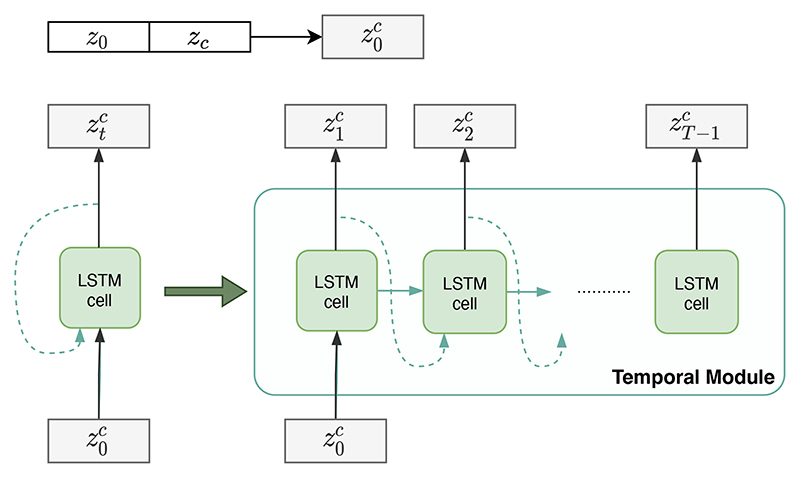 z_0 z_c z_0^c
z_t^c z_1^c z_2^c z_{T-1}^c
LSTM LSTM LSTM LSTM
cell cell cell cell
...........
Temporal Module
z_0^c z_0^c